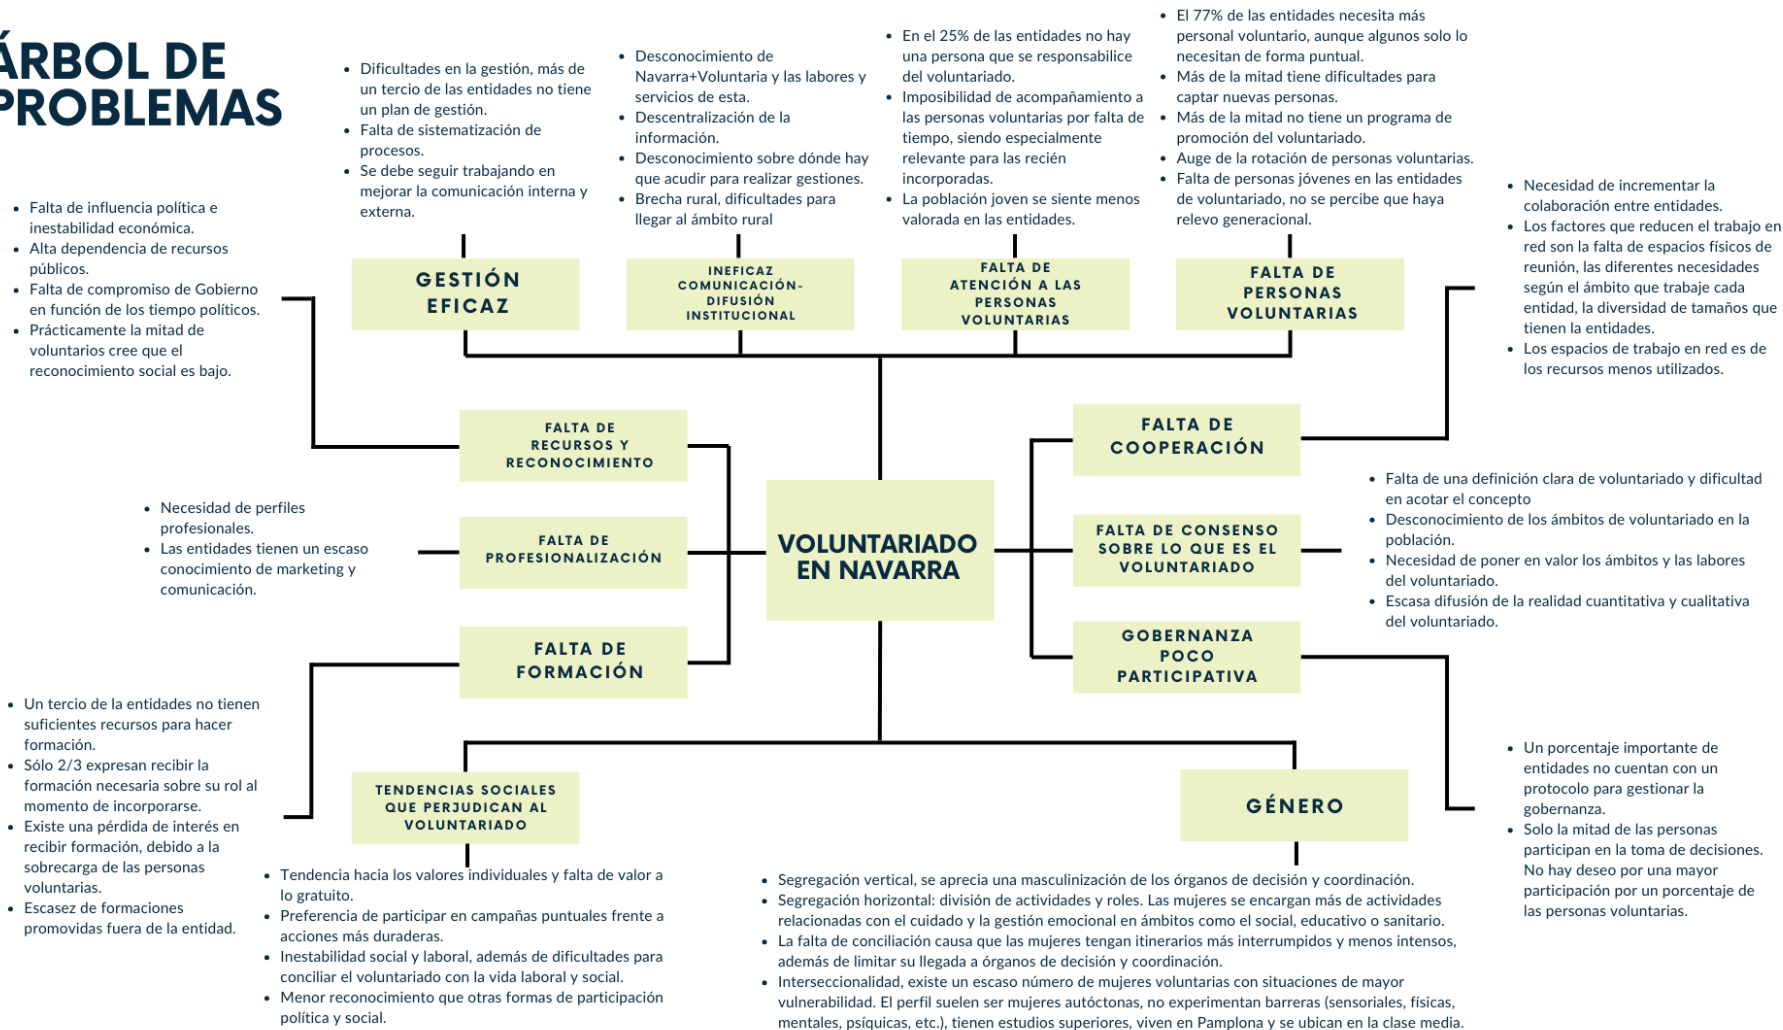 ÁRBOL DE
PROBLEMAS
• Dificultades en la gestión, más de
un tercio de las entidades no tiene
un plan de gestión.
• Falta de sistematización de
procesos.
• Se debe seguir trabajando en
mejorar la comunicación interna y
externa.
• Desconocimiento de
Navarra+Voluntaria y las labores y
servicios de esta.
• Descentralización de la
información.
• Desconocimiento sobre dónde hay
que acudir para realizar gestiones.
• Brecha rural, dificultades para
llegar al ámbito rural
• En el 25% de las entidades no hay
una persona que se responsabilice
del voluntariado.
• Imposibilidad de acompañamiento a
las personas voluntarias por falta de
tiempo, siendo especialmente
relevante para las recién
incorporadas.
• La población joven se siente menos
valorada en las entidades.
• El 77% de las entidades necesita más
personal voluntario, aunque algunos solo lo
necesitan de forma puntual.
• Más de la mitad tiene dificultades para
captar nuevas personas.
• Más de la mitad no tiene un programa de
promoción del voluntariado.
• Auge de la rotación de personas voluntarias.
• Falta de personas jóvenes en las entidades
de voluntariado, no se percibe que haya
relevo generacional.
GESTIÓN
EFICAZ
INEFICAZ
COMUNICACIÓN-
DIFUSIÓN
INSTITUCIONAL
FALTA DE
ATENCIÓN A LAS
PERSONAS
VOLUNTARIAS
FALTA DE
PERSONAS
VOLUNTARIAS
• Falta de influencia política e
inestabilidad económica.
• Alta dependencia de recursos
públicos.
• Falta de compromiso de Gobierno
en función de los tiempo políticos.
• Prácticamente la mitad de
voluntarios cree que el
reconocimiento social es bajo.
• Necesidad de incrementar la
colaboración entre entidades.
• Los factores que reducen el trabajo en
red son la falta de espacios físicos de
reunión, las diferentes necesidades
según el ámbito que trabaje cada
entidad, la diversidad de tamaños que
tienen la entidades.
• Los espacios de trabajo en red es de
los recursos menos utilizados.
FALTA DE
RECURSOS Y
RECONOCIMIENTO
FALTA DE
COOPERACIÓN
• Necesidad de perfiles
profesionales.
• Las entidades tienen un escaso
conocimiento de marketing y
comunicación.
FALTA DE
PROFESIONALIZACIÓN
VOLUNTARIADO
EN NAVARRA
FALTA DE CONSENSO
SOBRE LO QUE ES EL
VOLUNTARIADO
• Falta de una definición clara de voluntariado y dificultad
en acotar el concepto
• Desconocimiento de los ámbitos de voluntariado en la
población.
• Necesidad de poner en valor los ámbitos y las labores
del voluntariado.
• Escasa difusión de la realidad cuantitativa y cualitativa
del voluntariado.
FALTA DE
FORMACIÓN
GOBERNANZA
POCO
PARTICIPATIVA
• Un tercio de la entidades no tienen
suficientes recursos para hacer
formación.
• Sólo 2/3 expresan recibir la
formación necesaria sobre su rol al
momento de incorporarse.
• Existe una pérdida de interés en
recibir formación, debido a la
sobrecarga de las personas
voluntarias.
• Escasez de formaciones
promovidas fuera de la entidad.
• Un porcentaje importante de
entidades no cuentan con un
protocolo para gestionar la
gobernanza.
• Solo la mitad de las personas
participan en la toma de decisiones.
No hay deseo por una mayor
participación por un porcentaje de
las personas voluntarias.
TENDENCIAS SOCIALES
QUE PERJUDICAN AL
VOLUNTARIADO
GÉNERO
• Tendencia hacia los valores individuales y falta de valor a
lo gratuito.
• Preferencia de participar en campañas puntuales frente a
acciones más duraderas.
• Inestabilidad social y laboral, además de dificultades para
conciliar el voluntariado con la vida laboral y social.
• Menor reconocimiento que otras formas de participación
política y social.
• Segregación vertical, se aprecia una masculinización de los órganos de decisión y coordinación.
• Segregación horizontal: división de actividades y roles. Las mujeres se encargan más de actividades
relacionadas con el cuidado y la gestión emocional en ámbitos como el social, educativo o sanitario.
• La falta de conciliación causa que las mujeres tengan itinerarios más interrumpidos y menos intensos,
además de limitar su llegada a órganos de decisión y coordinación.
• Interseccionalidad, existe un escaso número de mujeres voluntarias con situaciones de mayor
vulnerabilidad. El perfil suelen ser mujeres autóctonas, no experimentan barreras (sensoriales, físicas,
mentales, psíquicas, etc.), tienen estudios superiores, viven en Pamplona y se ubican en la clase media.